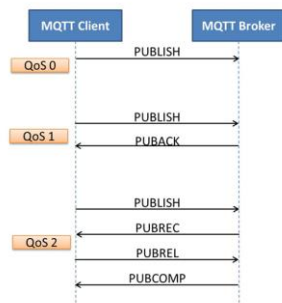 MQTT Client
MQTT Broker
PUBLISH
QoS 0
PUBLISH
QoS 1
PUBACK
PUBLISH
PUBREC
QoS 2
PUBREL
PUBCOMP